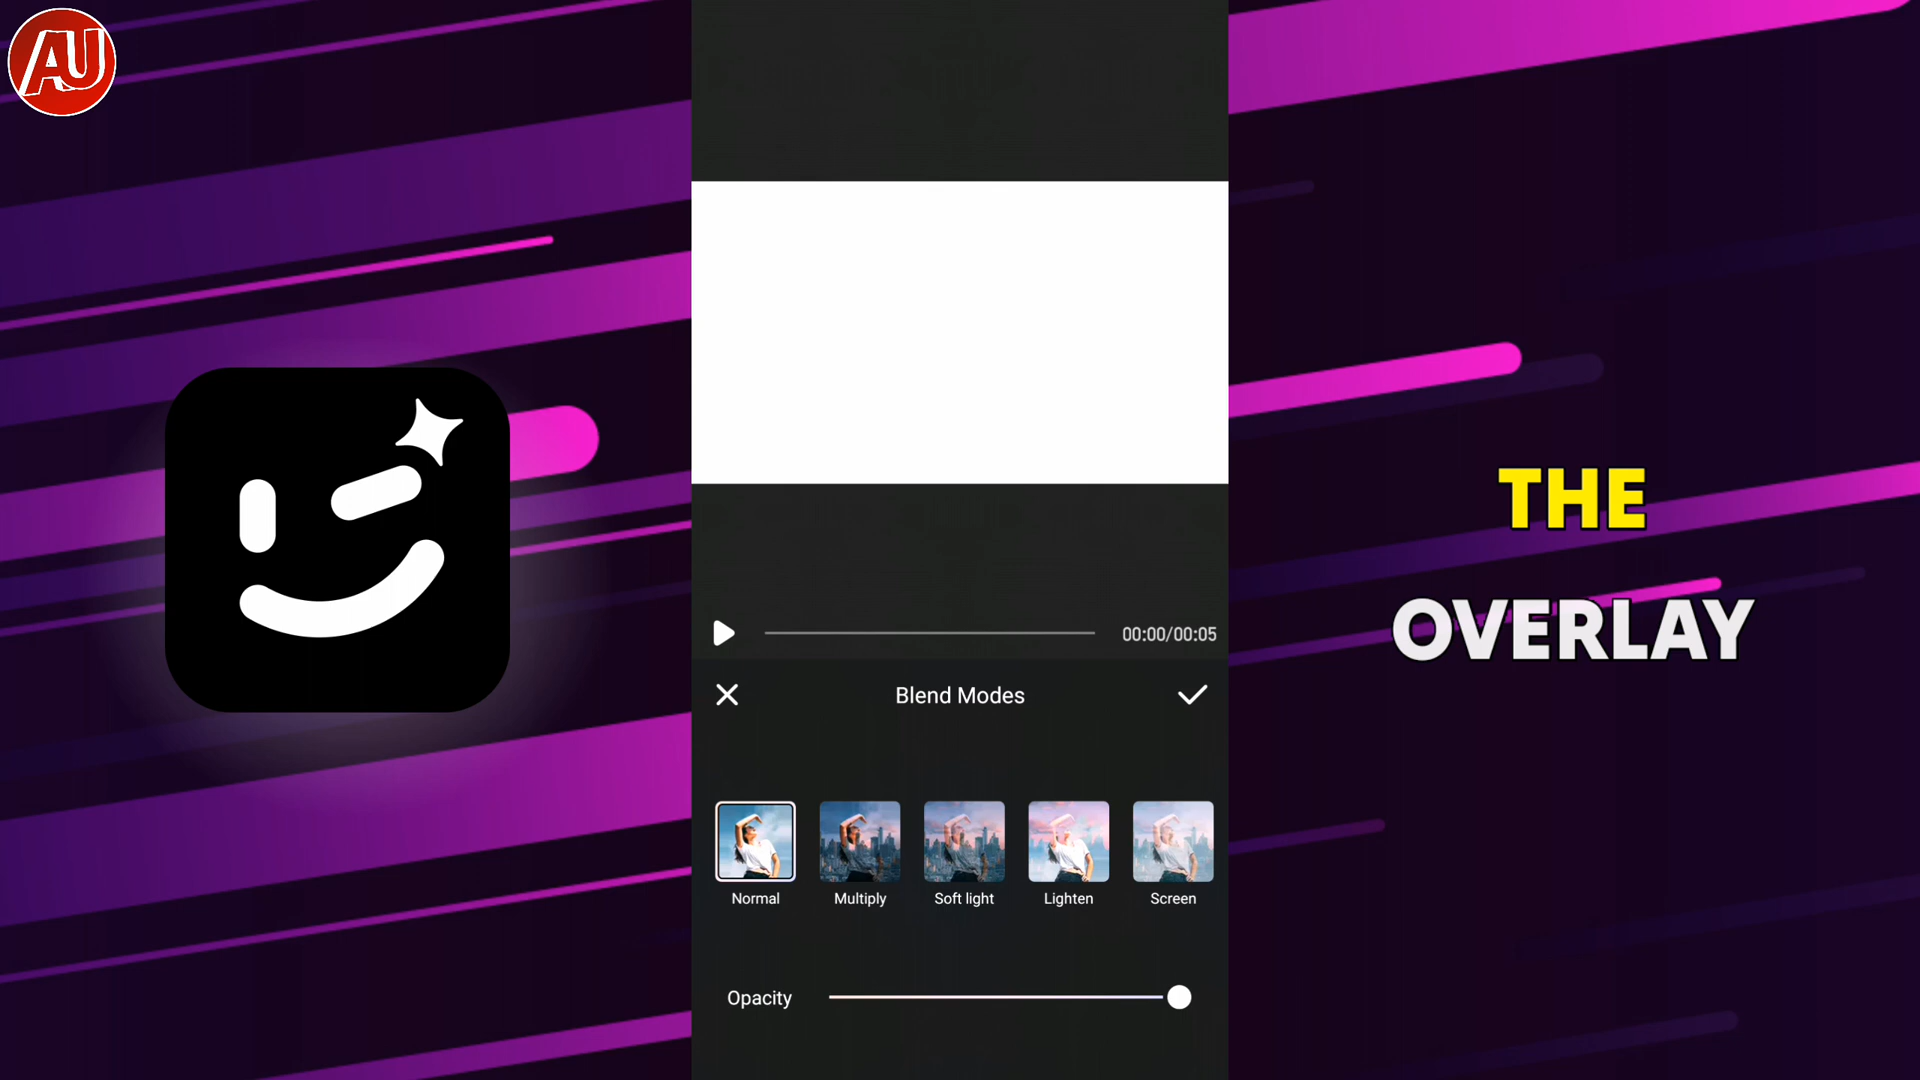 AU
THE
OVERLAY
00:00/00:05
Blend Modes
Normal Multiply Soft light Lighten Screen
Opacity